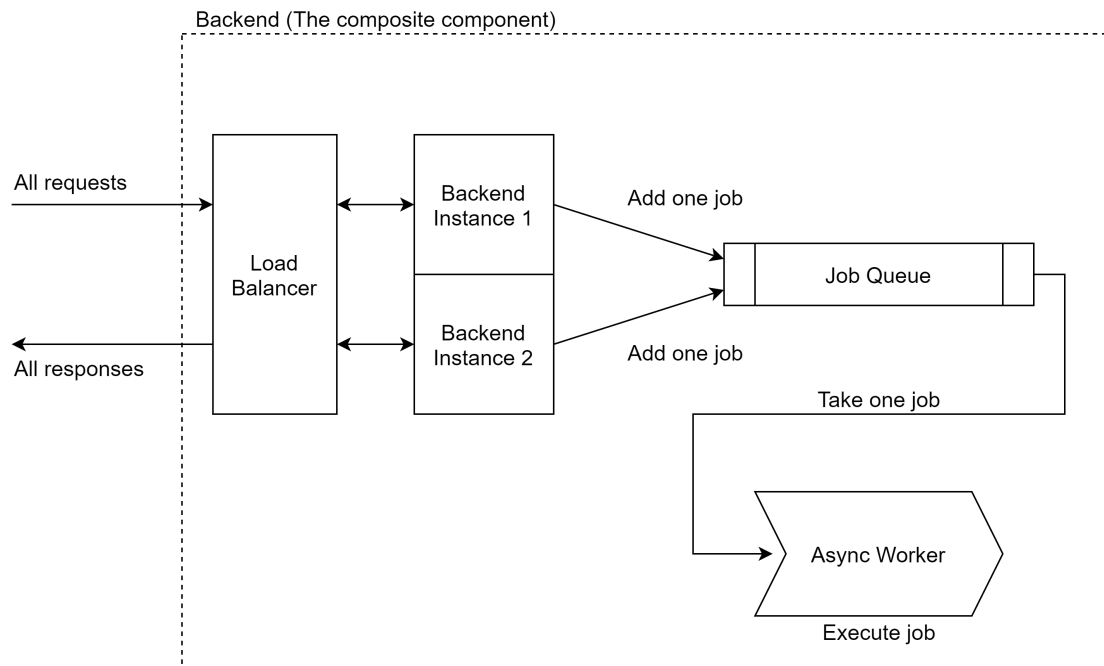 Backend (The composite component)
All requests
Load
Balancer
All responses
Backend
Instance 1
Backend
Instance 2
Add one job
Add one job
Job Queue
Take one job
Async Worker
Execute job